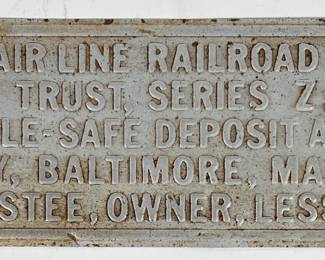 AIR LINE RAILROAD
TRUST, SERIES Z
LE-SAFE DEPOSIT A
Y, BALTIMORE, MA
STEE, OWNER, LESS